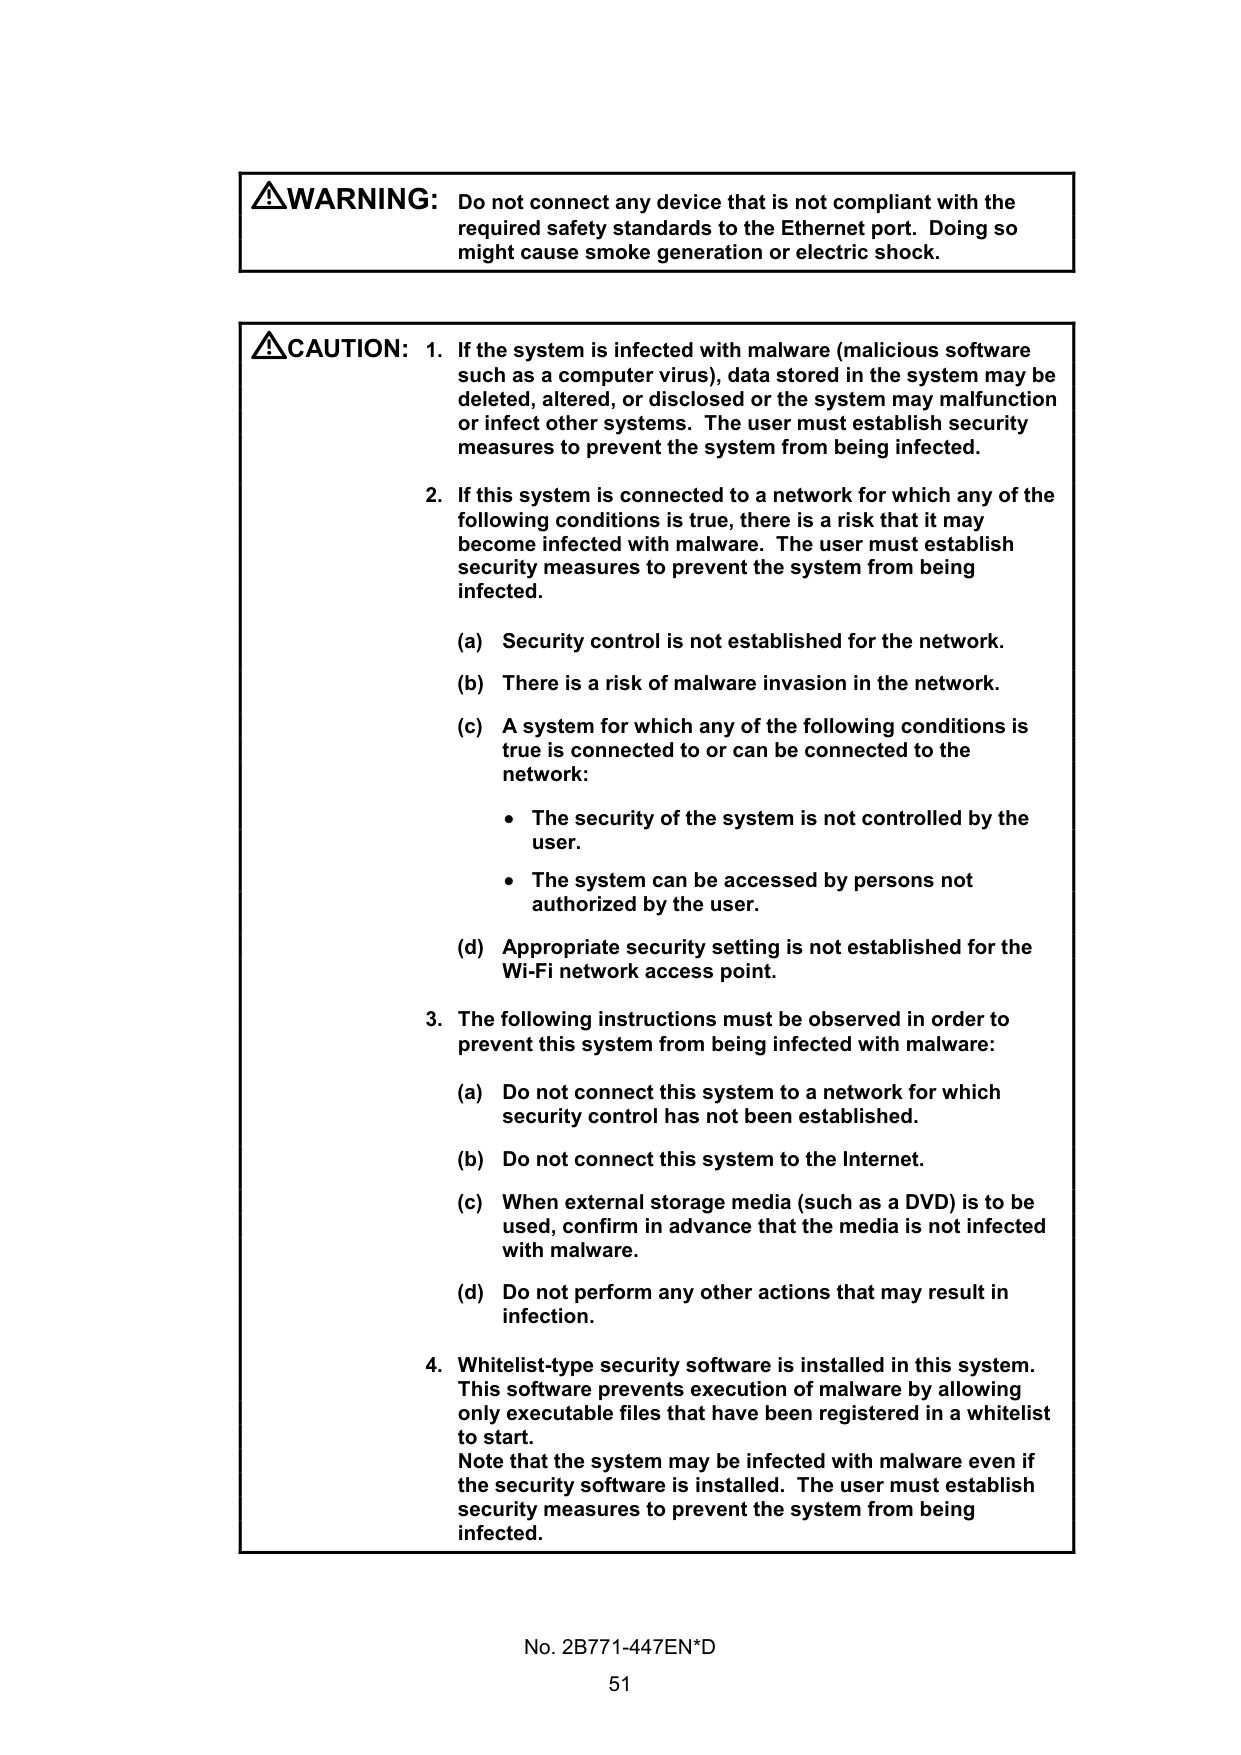 ⚠WARNING: Do not connect any device that is not compliant with the
required safety standards to the Ethernet port.  Doing so
might cause smoke generation or electric shock.
⚠CAUTION: 1. If the system is infected with malware (malicious software
such as a computer virus), data stored in the system may be
deleted, altered, or disclosed or the system may malfunction
or infect other systems.  The user must establish security
measures to prevent the system from being infected.
2. If this system is connected to a network for which any of the
following conditions is true, there is a risk that it may
become infected with malware.  The user must establish
security measures to prevent the system from being
infected.
(a) Security control is not established for the network.
(b) There is a risk of malware invasion in the network.
(c) A system for which any of the following conditions is
true is connected to or can be connected to the
network:
• The security of the system is not controlled by the
user.
• The system can be accessed by persons not
authorized by the user.
(d) Appropriate security setting is not established for the
Wi-Fi network access point.
3. The following instructions must be observed in order to
prevent this system from being infected with malware:
(a) Do not connect this system to a network for which
security control has not been established.
(b) Do not connect this system to the Internet.
(c) When external storage media (such as a DVD) is to be
used, confirm in advance that the media is not infected
with malware.
(d) Do not perform any other actions that may result in
infection.
4. Whitelist-type security software is installed in this system.
This software prevents execution of malware by allowing
only executable files that have been registered in a whitelist
to start.
Note that the system may be infected with malware even if
the security software is installed.  The user must establish
security measures to prevent the system from being
infected.
No. 2B771-447EN*D
51